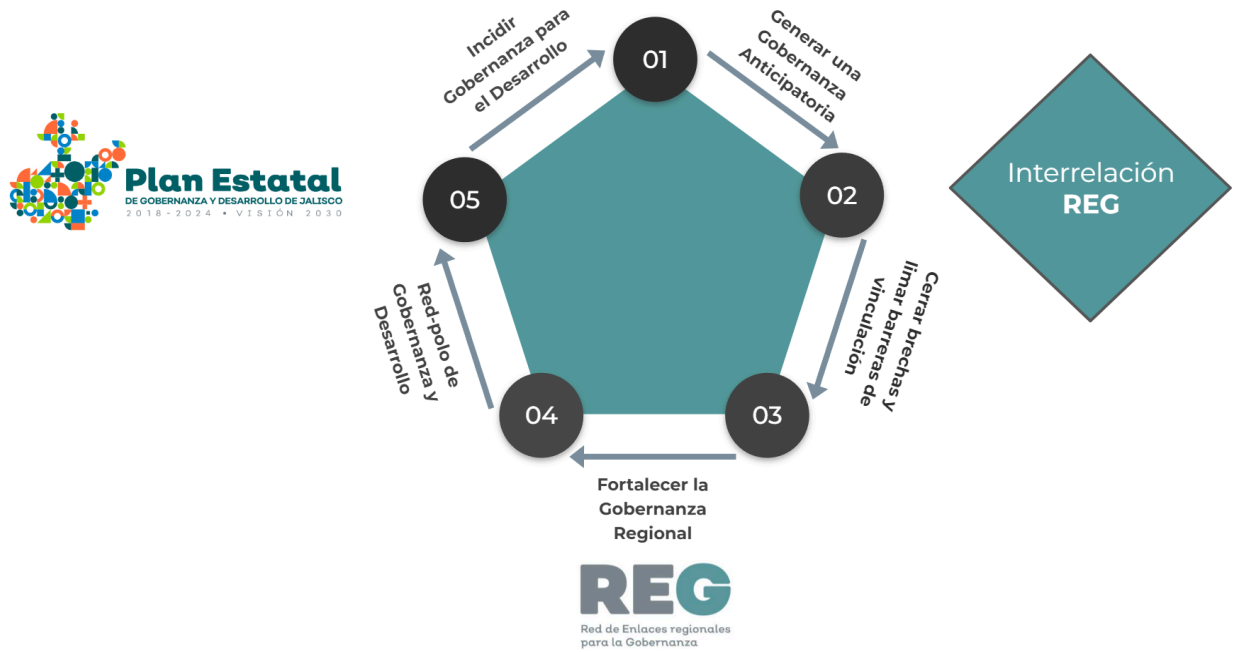 Plan Estatal
DE GOBERNANZA Y DESARROLLO DE JALISCO
2018-2024 • VISIÓN 2030
01
Generar una
Gobernanza
Anticipatoria
02
Cerrar brechas y
limar barreras de
vinculación
03
Fortalecer la
Gobernanza
Regional
04
Red-polo de
Gobernanza y
Desarrollo
05
Incidir
Gobernanza para
el Desarrollo
Interrelación
REG
REG
Red de Enlaces regionales
para la Gobernanza